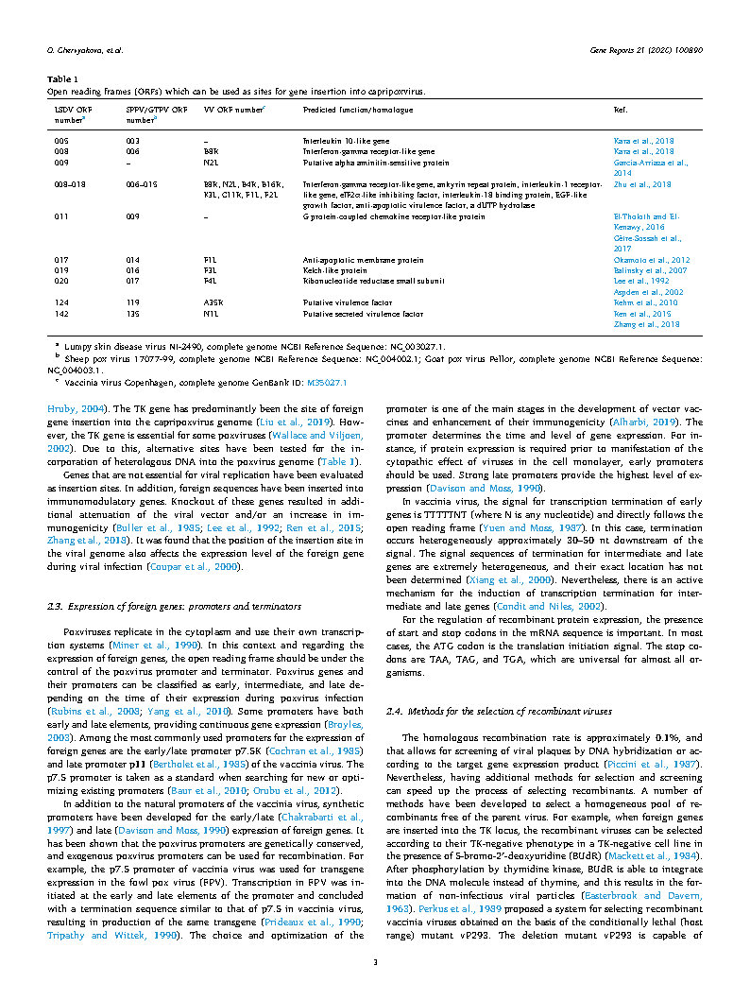 O. Chervyakova, et al.
Gene Reports 21 (2020) 100890
Table 1
Open reading frames (ORFs) which can be used as sites for gene insertion into capripoxvirus.
LSDV ORF number a SPPV/GTPV ORF number b VV ORF number c Predicted function/homologue Ref.
005 003 – Interleukin 10-like gene Kara et al., 2018
008 006 B8R Interferon-gamma receptor-like gene Kara et al., 2018
009 – N2L Putative alpha aminitin-sensitive protein Garcia-Arriaza et al.,
2014
008–018 006–015 B8R, N2L, B4R, B16R, Interferon-gamma receptor-like gene, ankyrin repeat protein, interleukin-1 receptor- Zhu et al., 2018
K3L, C11R, F1L, F2L like gene, eIF2α-like inhibiting factor, interleukin-18 binding protein, EGF-like
growth factor, anti-apoptotic virulence factor, a dUTP hydrolase
011 009 – G protein-coupled chemokine receptor-like protein El-Tholoth and El-
Kenawy, 2016
Cêtre-Sossah et al.,
2017
017 014 F1L Anti-apoptotic membrane protein Okamoto et al., 2012
019 016 F3L Kelch-like protein Balinsky et al., 2007
020 017 F4L Ribonucleotide reductase small subunit Lee et al., 1992
Aspden et al., 2002
124 119 A35R Putative virulence factor Rehm et al., 2010
142 135 N1L Putative secreted virulence factor Ren et al., 2015
Zhang et al., 2018
a Lumpy skin disease virus NI-2490, complete genome NCBI Reference Sequence: NC_003027.1.
b Sheep pox virus 17077-99, complete genome NCBI Reference Sequence: NC_004002.1; Goat pox virus Pellor, complete genome NCBI Reference Sequence:
NC_004003.1.
c Vaccinia virus Copenhagen, complete genome GenBank ID: M35027.1
Hruby, 2004). The TK gene has predominantly been the site of foreign
gene insertion into the capripoxvirus genome (Liu et al., 2019). How-
ever, the TK gene is essential for some poxviruses (Wallace and Viljoen,
2002). Due to this, alternative sites have been tested for the in-
corporation of heterologous DNA into the poxvirus genome (Table 1).
Genes that are not essential for viral replication have been evaluated
as insertion sites. In addition, foreign sequences have been inserted into
immunomodulatory genes. Knockout of these genes resulted in addi-
tional attenuation of the viral vector and/or an increase in im-
munogenicity (Buller et al., 1985; Lee et al., 1992; Ren et al., 2015;
Zhang et al., 2018). It was found that the position of the insertion site in
the viral genome also affects the expression level of the foreign gene
during viral infection (Coupar et al., 2000).
2.3. Expression of foreign genes: promoters and terminators
Poxviruses replicate in the cytoplasm and use their own transcrip-
tion systems (Miner et al., 1990). In this context and regarding the
expression of foreign genes, the open reading frame should be under the
control of the poxvirus promoter and terminator. Poxvirus genes and
their promoters can be classified as early, intermediate, and late de-
pending on the time of their expression during poxvirus infection
(Rubins et al., 2008; Yang et al., 2010). Some promoters have both
early and late elements, providing continuous gene expression (Broyles,
2003). Among the most commonly used promoters for the expression of
foreign genes are the early/late promoter p7.5K (Cochran et al., 1985)
and late promoter p11 (Bertholet et al., 1985) of the vaccinia virus. The
p7.5 promoter is taken as a standard when searching for new or opti-
mizing existing promoters (Baur et al., 2010; Orubu et al., 2012).
In addition to the natural promoters of the vaccinia virus, synthetic
promoters have been developed for the early/late (Chakrabarti et al.,
1997) and late (Davison and Moss, 1990) expression of foreign genes. It
has been shown that the poxvirus promoters are genetically conserved,
and exogenous poxvirus promoters can be used for recombination. For
example, the p7.5 promoter of vaccinia virus was used for transgene
expression in the fowl pox virus (FPV). Transcription in FPV was in-
itiated at the early and late elements of the promoter and concluded
with a termination sequence similar to that of p7.5 in vaccinia virus,
resulting in production of the same transgene (Prideaux et al., 1990;
Tripathy and Wittek, 1990). The choice and optimization of the
promoter is one of the main stages in the development of vector vac-
cines and enhancement of their immunogenicity (Alharbi, 2019). The
promoter determines the time and level of gene expression. For in-
stance, if protein expression is required prior to manifestation of the
cytopathic effect of viruses in the cell monolayer, early promoters
should be used. Strong late promoters provide the highest level of ex-
pression (Davison and Moss, 1990).
In vaccinia virus, the signal for transcription termination of early
genes is TTTTTNT (where N is any nucleotide) and directly follows the
open reading frame (Yuen and Moss, 1987). In this case, termination
occurs heterogeneously approximately 30–50 nt downstream of the
signal. The signal sequences of termination for intermediate and late
genes are extremely heterogeneous, and their exact location has not
been determined (Xiang et al., 2000). Nevertheless, there is an active
mechanism for the induction of transcription termination for inter-
mediate and late genes (Condit and Niles, 2002).
For the regulation of recombinant protein expression, the presence
of start and stop codons in the mRNA sequence is important. In most
cases, the ATG codon is the translation initiation signal. The stop co-
dons are TAA, TAG, and TGA, which are universal for almost all or-
ganisms.
2.4. Methods for the selection of recombinant viruses
The homologous recombination rate is approximately 0.1%, and
that allows for screening of viral plaques by DNA hybridization or ac-
cording to the target gene expression product (Piccini et al., 1987).
Nevertheless, having additional methods for selection and screening
can speed up the process of selecting recombinants. A number of
methods have been developed to select a homogeneous pool of re-
combinants free of the parent virus. For example, when foreign genes
are inserted into the TK locus, the recombinant viruses can be selected
according to their TK-negative phenotype in a TK-negative cell line in
the presence of 5-bromo-2′-deoxyuridine (BUdR) (Mackett et al., 1984).
After phosphorylation by thymidine kinase, BUdR is able to integrate
into the DNA molecule instead of thymine, and this results in the for-
mation of non-infectious viral particles (Easterbrook and Davern,
1963). Perkus et al., 1989 proposed a system for selecting recombinant
vaccinia viruses obtained on the basis of the conditionally lethal (host
range) mutant vP293. The deletion mutant vP293 is capable of
3